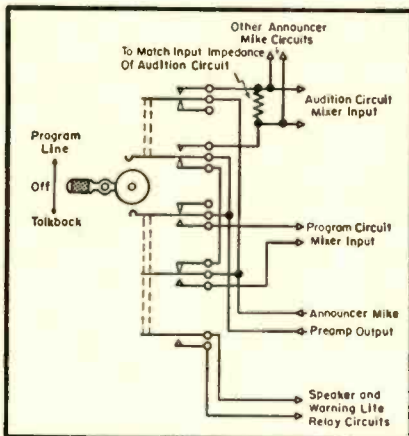 Other Announcer
Mike Circuits
To Match Input Impedance
Of Audition Circuit
Audition Circuit
Mixer Input
Program
Line
Off
Talkback
Program Circuit
Mixer Input
Announcer Mike
Preamp Output
Speaker and
Warning Lite
Relay Circuits